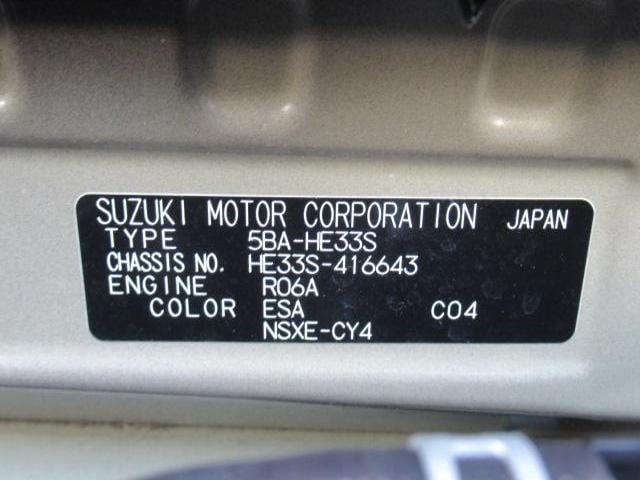 SUZUKI MOTOR CORPORATION JAPAN
TYPE 5BA-HE33S
CHASSIS NO. HE33S-416643
ENGINE R06A
COLOR ESA C04
NSXE-CY4